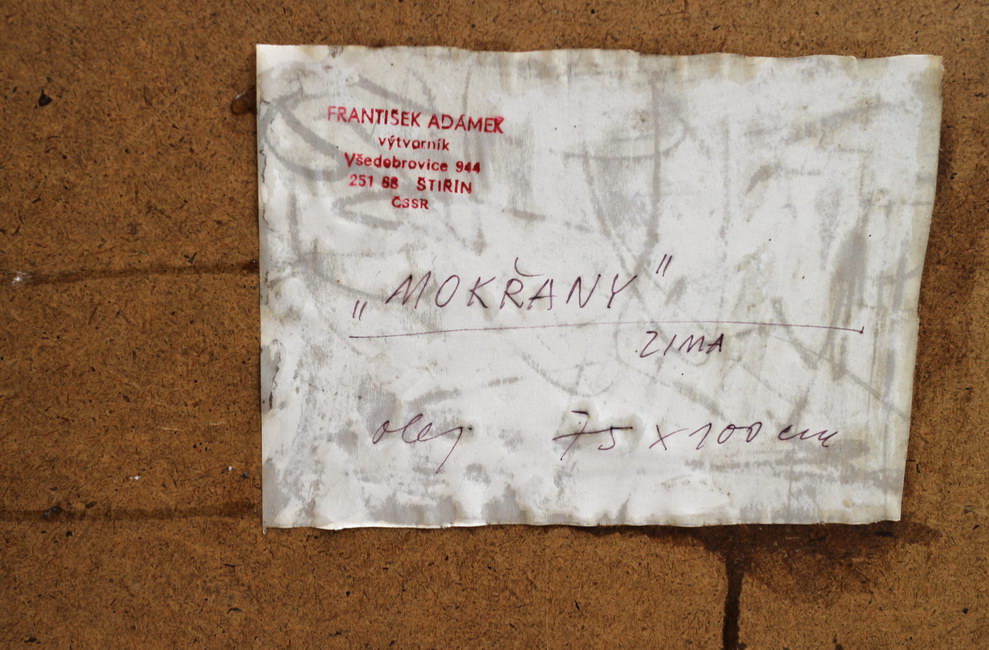 FRANTIŠEK ADÁMEK
výtvarník
Všedobrovice 944
251 68 ŠTIŘÍN
ČSSR
„MOKŘANY"
ZIMA
olej 75 x 100 cm